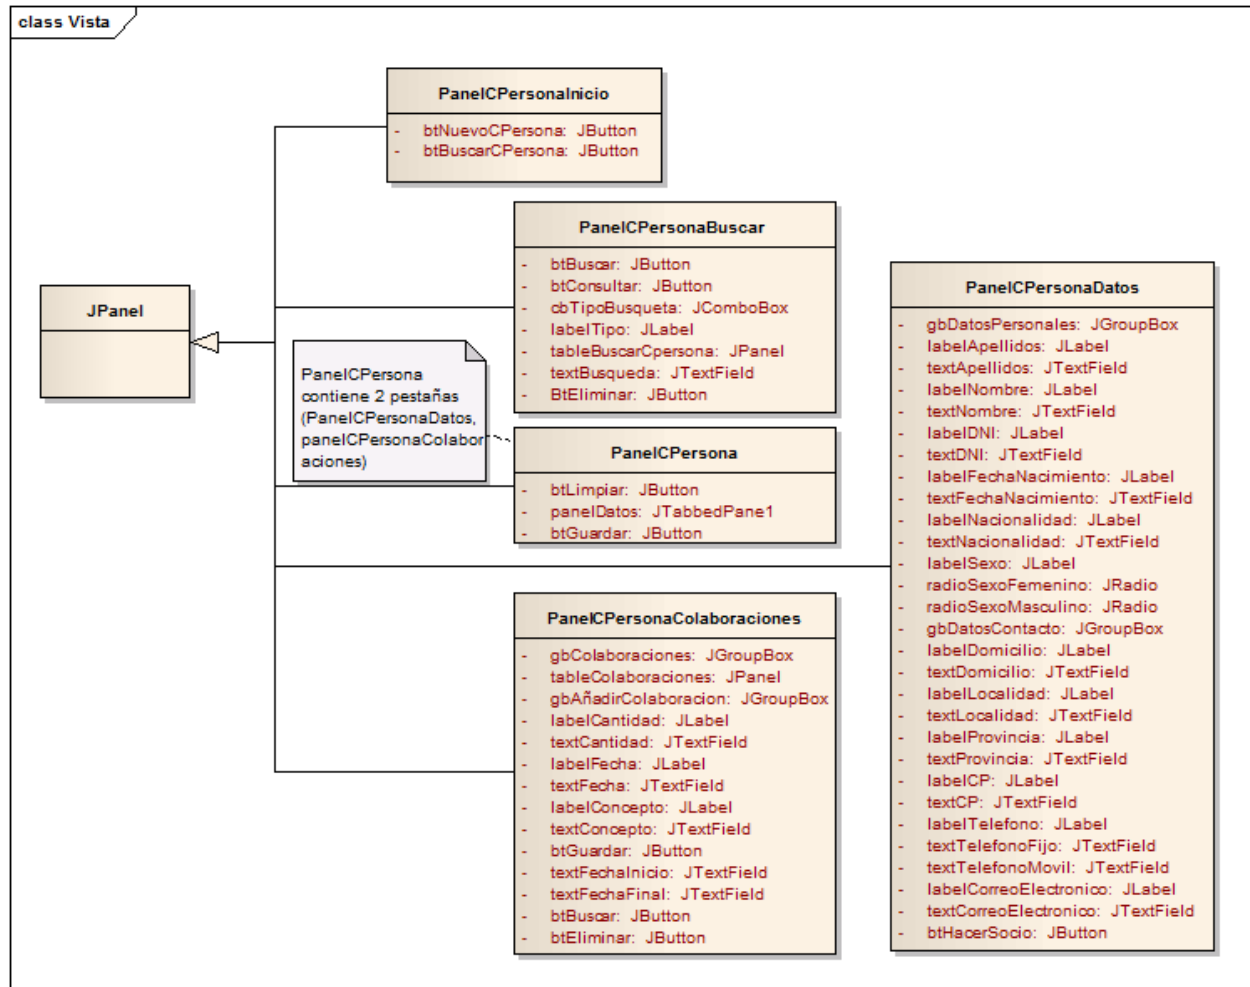 class Vista
PanelCPersonaInicio
- btNuevoCPersona: JButton
- btBuscarCPersona: JButton
PanelCPersonaBuscar
- btBuscar: JButton
- btConsultar: JButton
- cbTipoBusqueta: JComboBox
- labelTipo: JLabel
- tableBuscarCpersona: JPanel
- textBusqueda: JTextField
- BtEliminar: JButton
JPanel
PanelCPersona
contiene 2 pestañas
(PanelCPersonaDatos,
panelCPersonaColabor
aciones)
PanelCPersona
- btLimpiar: JButton
- panelDatos: JTabbedPane1
- btGuardar: JButton
PanelCPersonaColaboraciones
- gbColaboraciones: JGroupBox
- tableColaboraciones: JPanel
- gbAñadirColaboracion: JGroupBox
- labelCantidad: JLabel
- textCantidad: JTextField
- labelFecha: JLabel
- textFecha: JTextField
- labelConcepto: JLabel
- textConcepto: JTextField
- btGuardar: JButton
- textFechaInicio: JTextField
- textFechaFinal: JTextField
- btBuscar: JButton
- btEliminar: JButton
PanelCPersonaDatos
- gbDatosPersonales: JGroupBox
- labelApellidos: JLabel
- textApellidos: JTextField
- labelNombre: JLabel
- textNombre: JTextField
- labelDNI: JLabel
- textDNI: JTextField
- labelFechaNacimiento: JLabel
- textFechaNacimiento: JTextField
- labelNacionalidad: JLabel
- textNacionalidad: JTextField
- labelSexo: JLabel
- radioSexoFemenino: JRadio
- radioSexoMasculino: JRadio
- gbDatosContacto: JGroupBox
- labelDomicilio: JLabel
- textDomicilio: JTextField
- labelLocalidad: JLabel
- textLocalidad: JTextField
- labelProvincia: JLabel
- textProvincia: JTextField
- labelCP: JLabel
- textCP: JTextField
- labelTelefono: JLabel
- textTelefonoFijo: JTextField
- textTelefonoMovil: JTextField
- labelCorreoElectronico: JLabel
- textCorreoElectronico: JTextField
- btHacerSocio: JButton